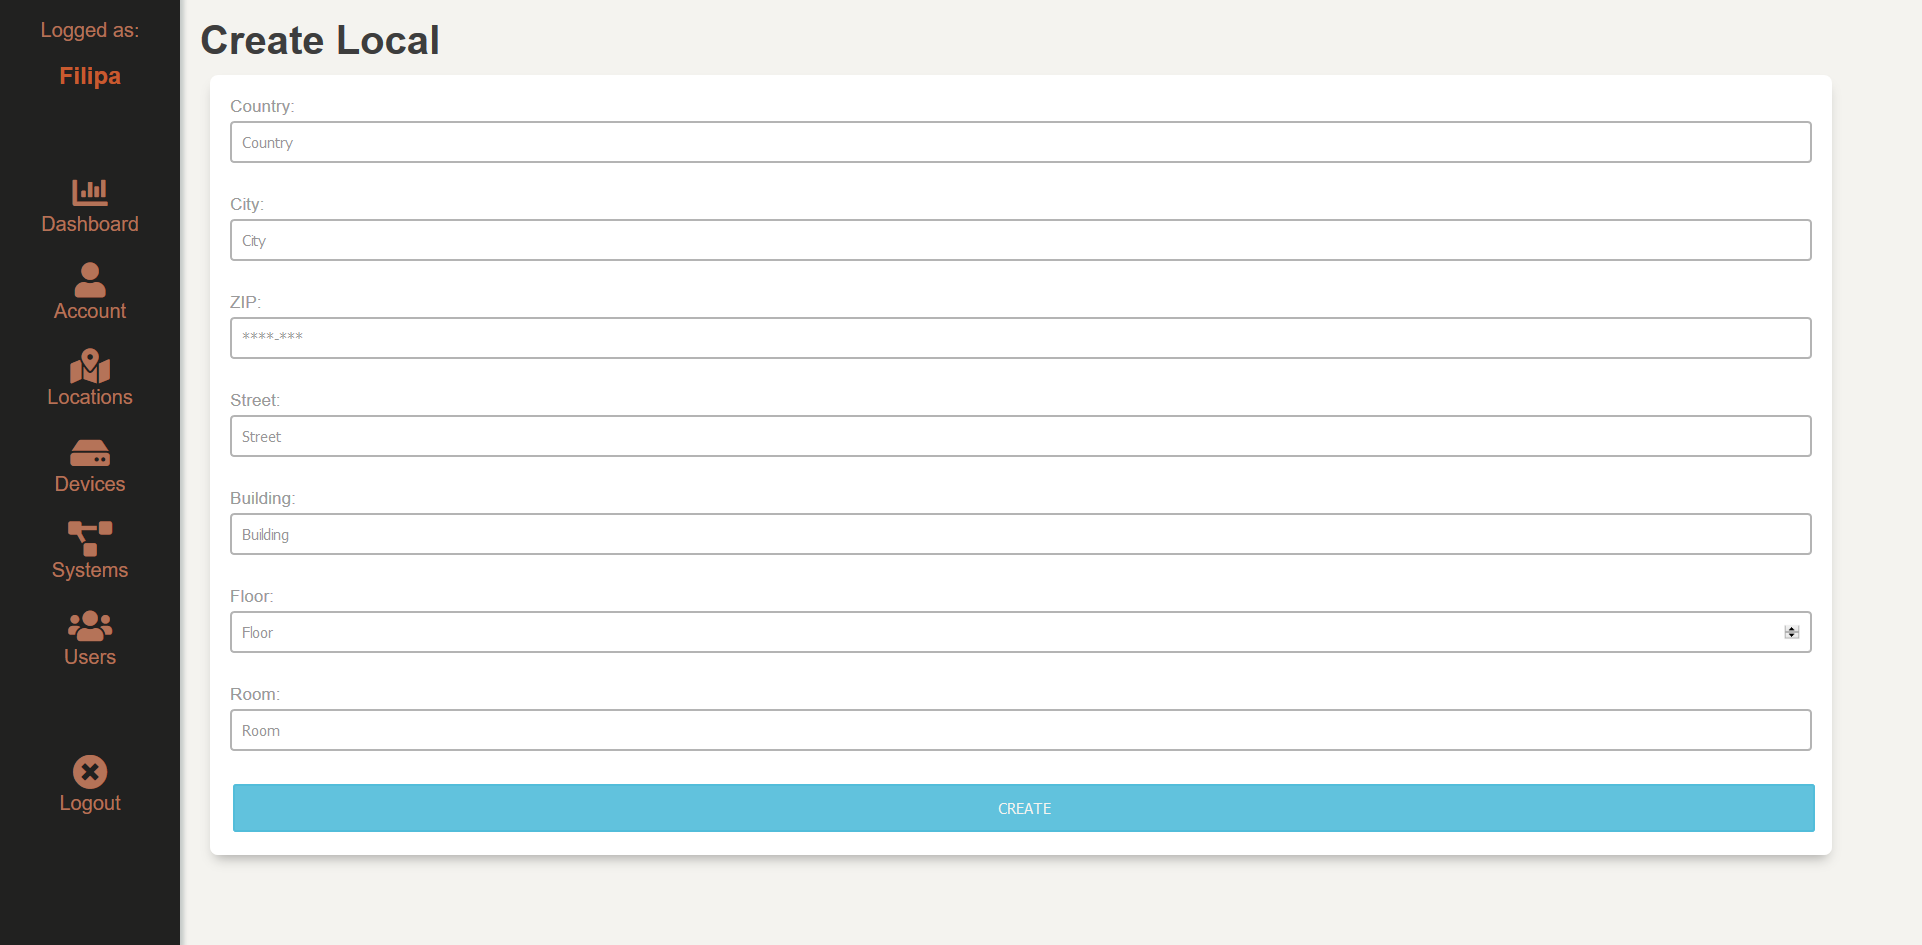 Logged as:
Filipa
Dashboard
Account
Locations
Devices
Systems
Users
Logout
Create Local
Country:
Country
City:
City
ZIP:
****-***
Street:
Street
Building:
Building
Floor:
Floor
Room:
Room
CREATE